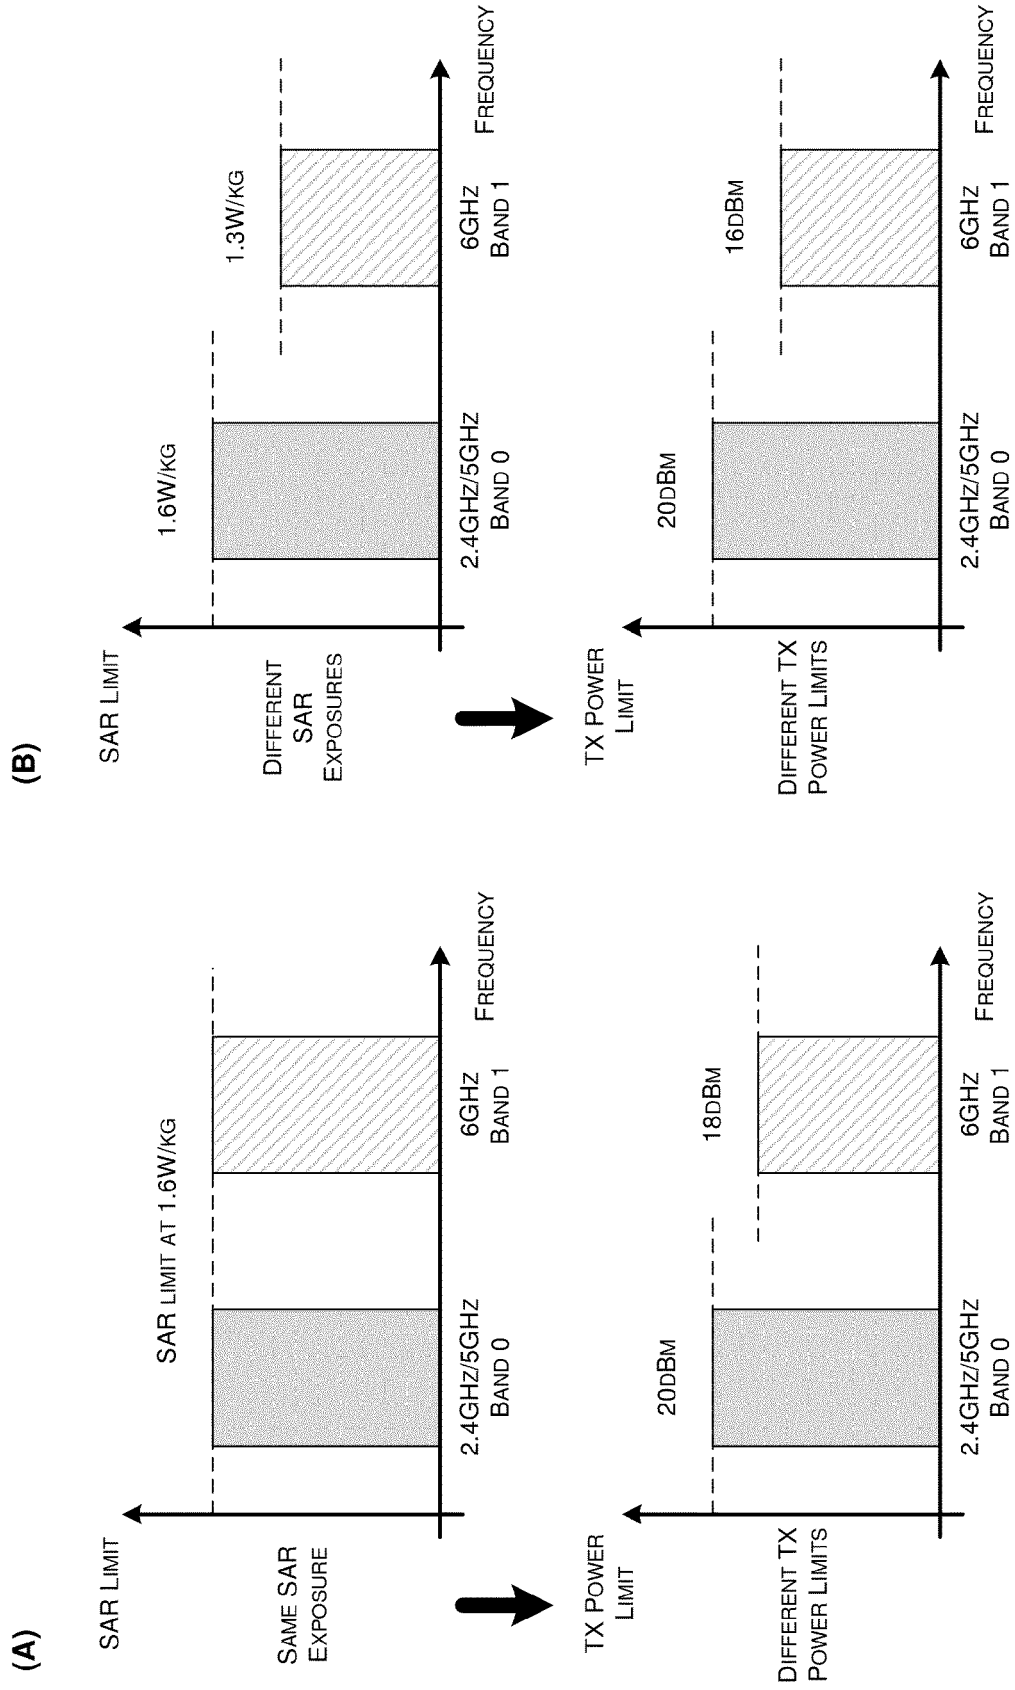 (A)
SAR LIMIT
SAR LIMIT AT 1.6W/KG
SAME SAR
EXPOSURE
2.4GHZ/5GHZ
BAND 0
6GHZ
BAND 1
FREQUENCY
TX POWER
LIMIT
20DBM
18DBM
DIFFERENT TX
POWER LIMITS
2.4GHZ/5GHZ
BAND 0
6GHZ
BAND 1
FREQUENCY
(B)
SAR LIMIT
1.6W/KG
1.3W/KG
DIFFERENT
SAR
EXPOSURES
2.4GHZ/5GHZ
BAND 0
6GHZ
BAND 1
FREQUENCY
TX POWER
LIMIT
20DBM
16DBM
DIFFERENT TX
POWER LIMITS
2.4GHZ/5GHZ
BAND 0
6GHZ
BAND 1
FREQUENCY